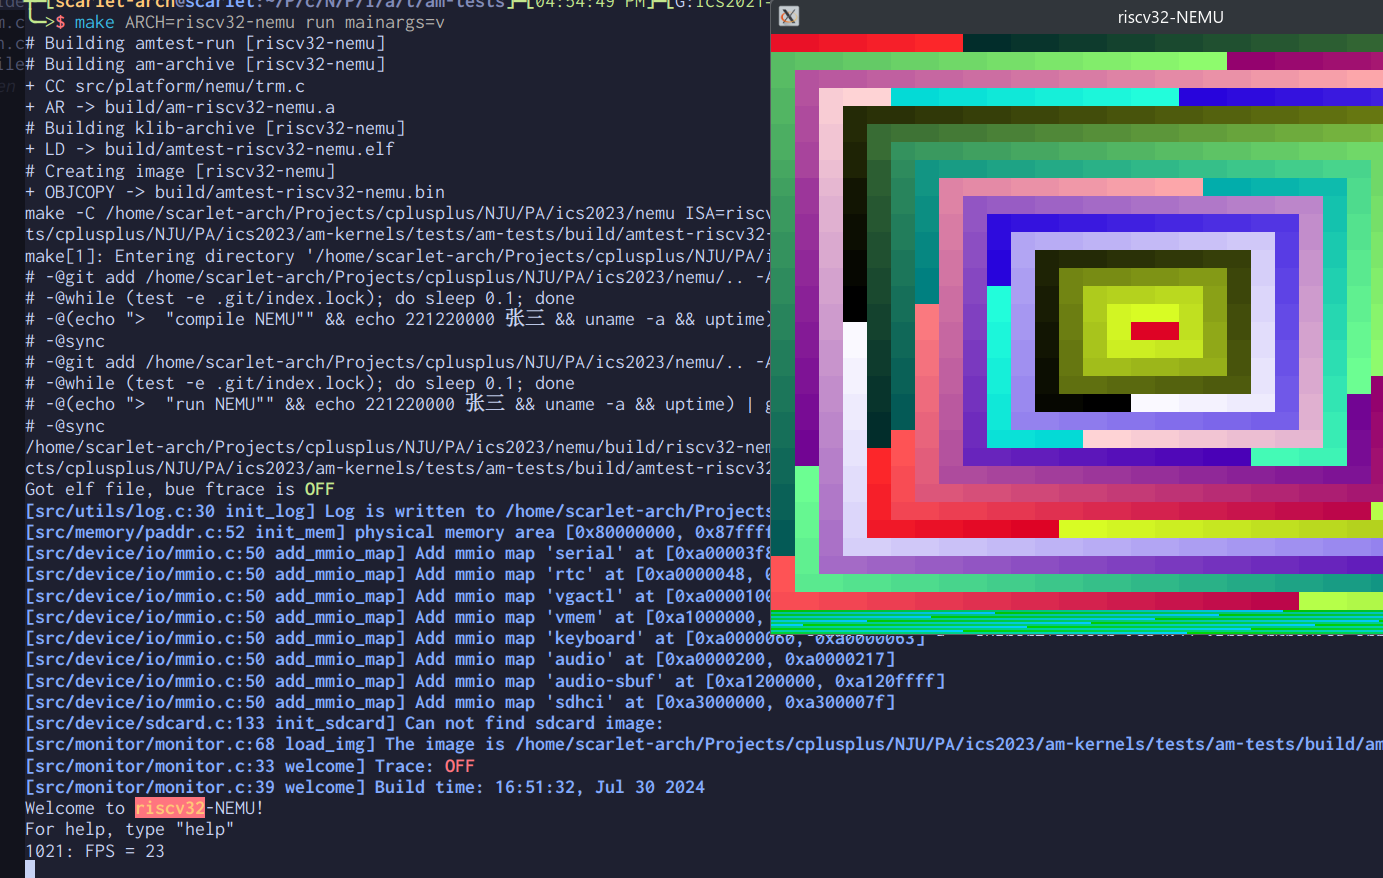 [scarlet-arch@scarlet:~/P/c/N/P/i/a/t/am-tests]─[04:54:49 PM]─[G:ics2021-
>$ make ARCH=riscv32-nemu run mainargs=v
riscv32-NEMU
# Building amtest-run [riscv32-nemu]
# Building am-archive [riscv32-nemu]
+ CC src/platform/nemu/trm.c
+ AR -> build/am-riscv32-nemu.a
# Building klib-archive [riscv32-nemu]
+ LD -> build/amtest-riscv32-nemu.elf
# Creating image [riscv32-nemu]
+ OBJCOPY -> build/amtest-riscv32-nemu.bin
make -C /home/scarlet-arch/Projects/cplusplus/NJU/PA/ics2023/nemu ISA=riscv
ts/cplusplus/NJU/PA/ics2023/am-kernels/tests/am-tests/build/amtest-riscv32-
make[1]: Entering directory '/home/scarlet-arch/Projects/cplusplus/NJU/PA/i
# -@git add /home/scarlet-arch/Projects/cplusplus/NJU/PA/ics2023/nemu/.. -A
# -@while (test -e .git/index.lock); do sleep 0.1; done
# -@(echo ">  "compile NEMU"" && echo 221220000 张三 && uname -a && uptime)
# -@sync
# -@git add /home/scarlet-arch/Projects/cplusplus/NJU/PA/ics2023/nemu/.. -A
# -@while (test -e .git/index.lock); do sleep 0.1; done
# -@(echo ">  "run NEMU"" && echo 221220000 张三 && uname -a && uptime) | g
# -@sync
/home/scarlet-arch/Projects/cplusplus/NJU/PA/ics2023/nemu/build/riscv32-nem
cts/cplusplus/NJU/PA/ics2023/am-kernels/tests/am-tests/build/amtest-riscv32
Got elf file, bue ftrace is OFF
[src/utils/log.c:30 init_log] Log is written to /home/scarlet-arch/Projects
[src/memory/paddr.c:52 init_mem] physical memory area [0x80000000, 0x87ffff
[src/device/io/mmio.c:50 add_mmio_map] Add mmio map 'serial' at [0xa00003f8
[src/device/io/mmio.c:50 add_mmio_map] Add mmio map 'rtc' at [0xa0000048, 0
[src/device/io/mmio.c:50 add_mmio_map] Add mmio map 'vgactl' at [0xa0000100
[src/device/io/mmio.c:50 add_mmio_map] Add mmio map 'vmem' at [0xa1000000,
[src/device/io/mmio.c:50 add_mmio_map] Add mmio map 'keyboard' at [0xa0000060, 0xa0000063]
[src/device/io/mmio.c:50 add_mmio_map] Add mmio map 'audio' at [0xa0000200, 0xa0000217]
[src/device/io/mmio.c:50 add_mmio_map] Add mmio map 'audio-sbuf' at [0xa1200000, 0xa120ffff]
[src/device/io/mmio.c:50 add_mmio_map] Add mmio map 'sdhci' at [0xa3000000, 0xa300007f]
[src/device/sdcard.c:133 init_sdcard] Can not find sdcard image:
[src/monitor/monitor.c:68 load_img] The image is /home/scarlet-arch/Projects/cplusplus/NJU/PA/ics2023/am-kernels/tests/am-tests/build/am
[src/monitor/monitor.c:33 welcome] Trace: OFF
[src/monitor/monitor.c:39 welcome] Build time: 16:51:32, Jul 30 2024
Welcome to riscv32-NEMU!
For help, type "help"
1021: FPS = 23